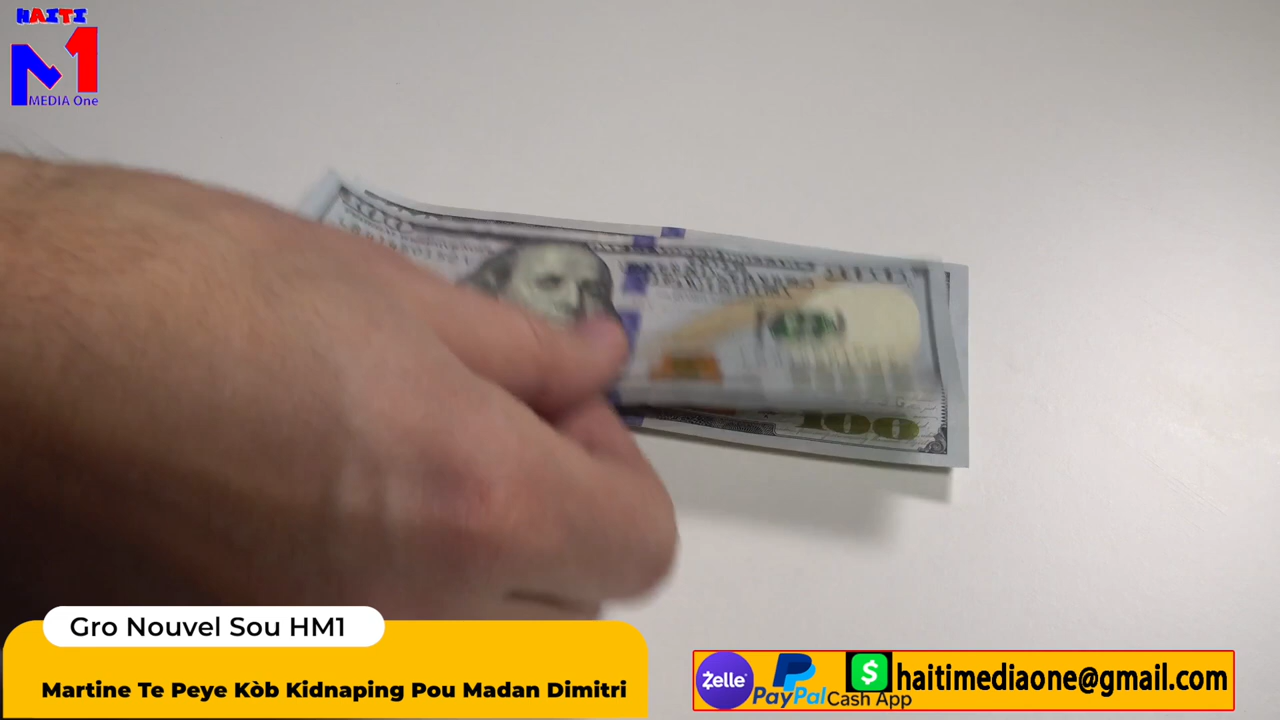 HAITI
M1
MEDIA One
100
Gro Nouvel Sou HM1
Martine Te Peye Kòb Kidnaping Pou Madan Dimitri
Zelle
PayPal
$
Cash App
haitimediaone@gmail.com